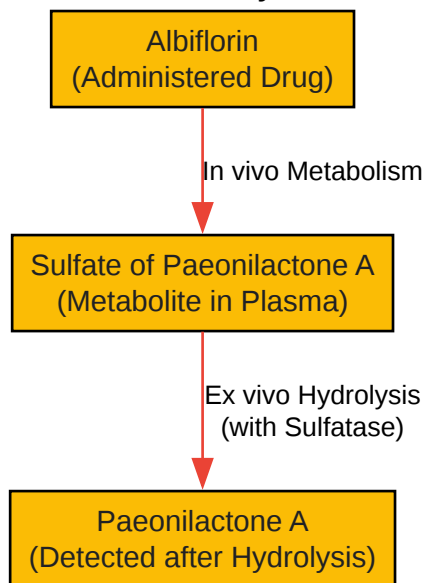 Albiflorin
(Administered Drug)
In vivo Metabolism
Sulfate of Paeonilactone A
(Metabolite in Plasma)
Ex vivo Hydrolysis
(with Sulfatase)
Paeonilactone A
(Detected after Hydrolysis)